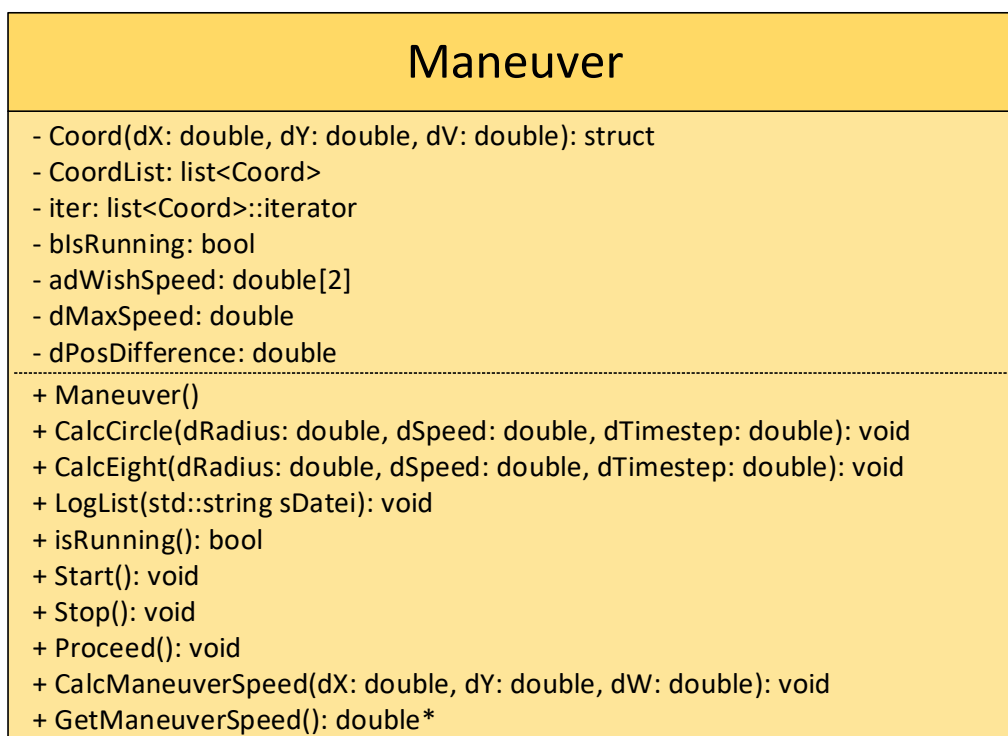 Maneuver
- Coord(dX: double, dY: double, dV: double): struct
- CoordList: list<Coord>
- iter: list<Coord>::iterator
- bIsRunning: bool
- adWishSpeed: double[2]
- dMaxSpeed: double
- dPosDifference: double
+ Maneuver()
+ CalcCircle(dRadius: double, dSpeed: double, dTimestep: double): void
+ CalcEight(dRadius: double, dSpeed: double, dTimestep: double): void
+ LogList(std::string sDatei): void
+ isRunning(): bool
+ Start(): void
+ Stop(): void
+ Proceed(): void
+ CalcManeuverSpeed(dX: double, dY: double, dW: double): void
+ GetManeuverSpeed(): double*